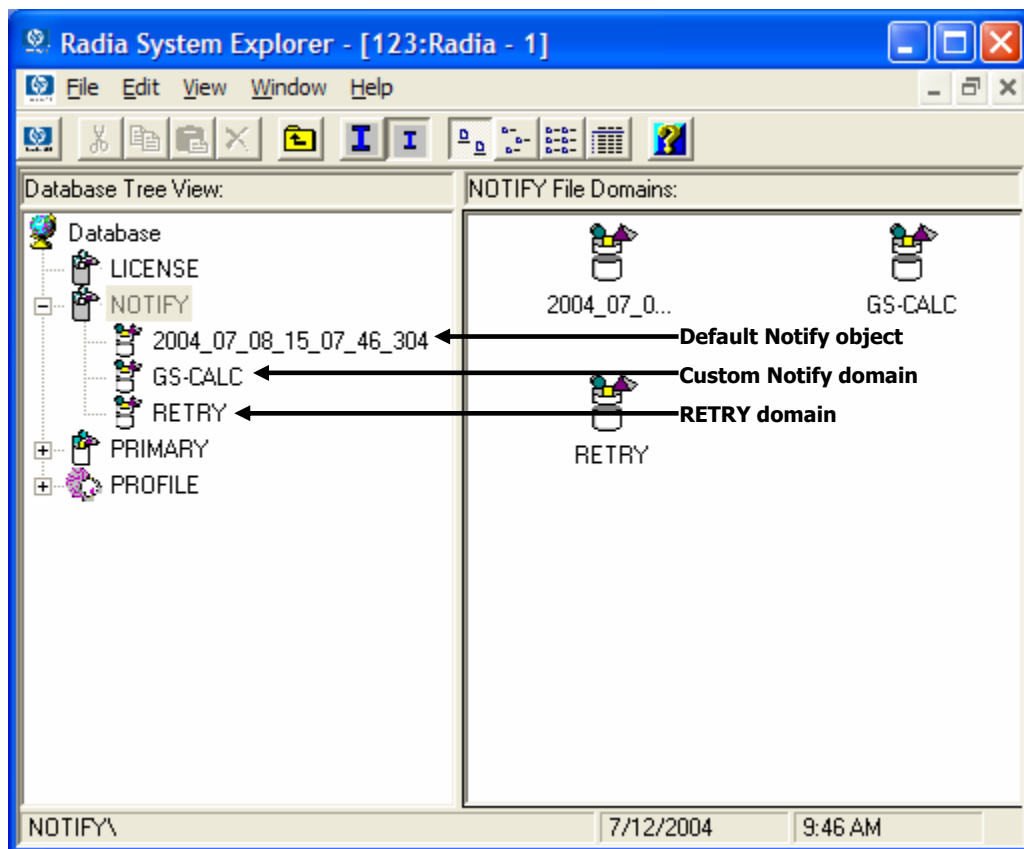 Radia System Explorer - [123:Radia - 1]
File Edit View Window Help
Database Tree View:
NOTIFY File Domains:
Database
LICENSE
NOTIFY
2004_07_08_15_07_46_304
GS-CALC
RETRY
PRIMARY
PROFILE
2004_07_0...
GS-CALC
Default Notify object
Custom Notify domain
RETRY domain
RETRY
NOTIFY\
7/12/2004
9:46 AM